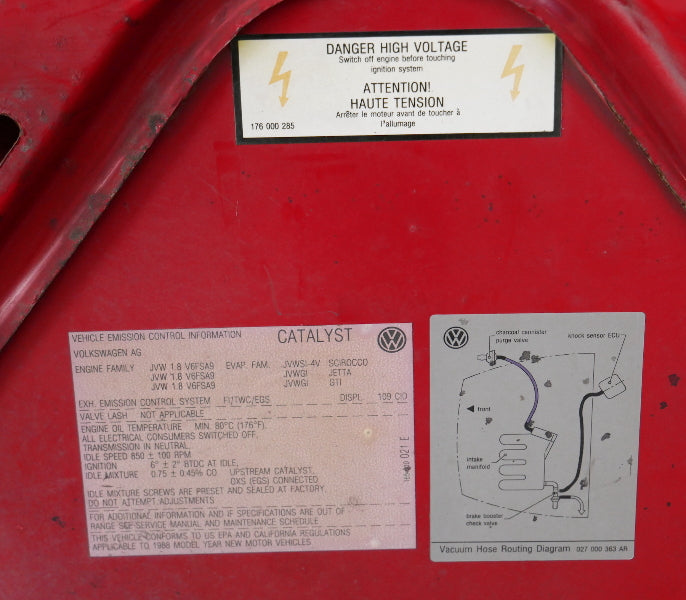 DANGER HIGH VOLTAGE
Switch off engine before touching
ignition system
ATTENTION!
HAUTE TENSION
Arrêter le moteur avant de toucher à
l'allumage
176 000 285
VEHICLE EMISSION CONTROL INFORMATION CATALYST
VOLKSWAGEN AG
ENGINE FAMILY JVW 1.8 V6FSA9 EVAP. FAM. JVWSI-4V SCIROCCO
JVW 1.8 V6FSA9 JVWGI JETTA
JVW 1.8 V6FSA9 JVWGI GTI
EXH. EMISSION CONTROL SYSTEM FI/TWC/EGS DISPL. 109 CID
VALVE LASH NOT APPLICABLE
ENGINE OIL TEMPERATURE MIN. 80°C (176°F).
ALL ELECTRICAL CONSUMERS SWITCHED OFF.
TRANSMISSION IN NEUTRAL.
IDLE SPEED 850 ± 100 RPM
IGNITION 6° ± 2° BTDC AT IDLE,
IDLE MIXTURE 0.75 ± 0.45% CO. UPSTREAM CATALYST,
OXS (EGS) CONNECTED
IDLE MIXTURE SCREWS ARE PRESET AND SEALED AT FACTORY.
DO NOT ATTEMPT ADJUSTMENTS
021 E
FOR ADDITIONAL INFORMATION AND IF SPECIFICATIONS ARE OUT OF
RANGE SEE SERVICE MANUAL AND MAINTENANCE SCHEDULE
THIS VEHICLE CONFORMS TO US EPA AND CALIFORNIA REGULATIONS
APPLICABLE TO 1988 MODEL YEAR NEW MOTOR VEHICLES
charcoal cannister
purge valve
knock sensor ECU
front
intake
manifold
brake booster
check valve
Vacuum Hose Routing Diagram 027 000 363 AR